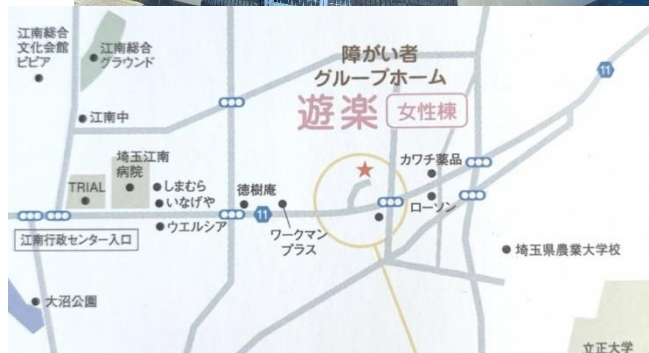 江南総合
文化会館
ピピア
江南総合
グラウンド
障がい者
グループホーム
遊楽
女性棟
11
江南中
埼玉江南
病院
TRIAL
しまむら
いなげや
ウエルシア
徳樹庵
11
ワークマン
プラス
カワチ薬品
ローソン
江南行政センター入口
埼玉県農業大学校
大沼公園
立正大学